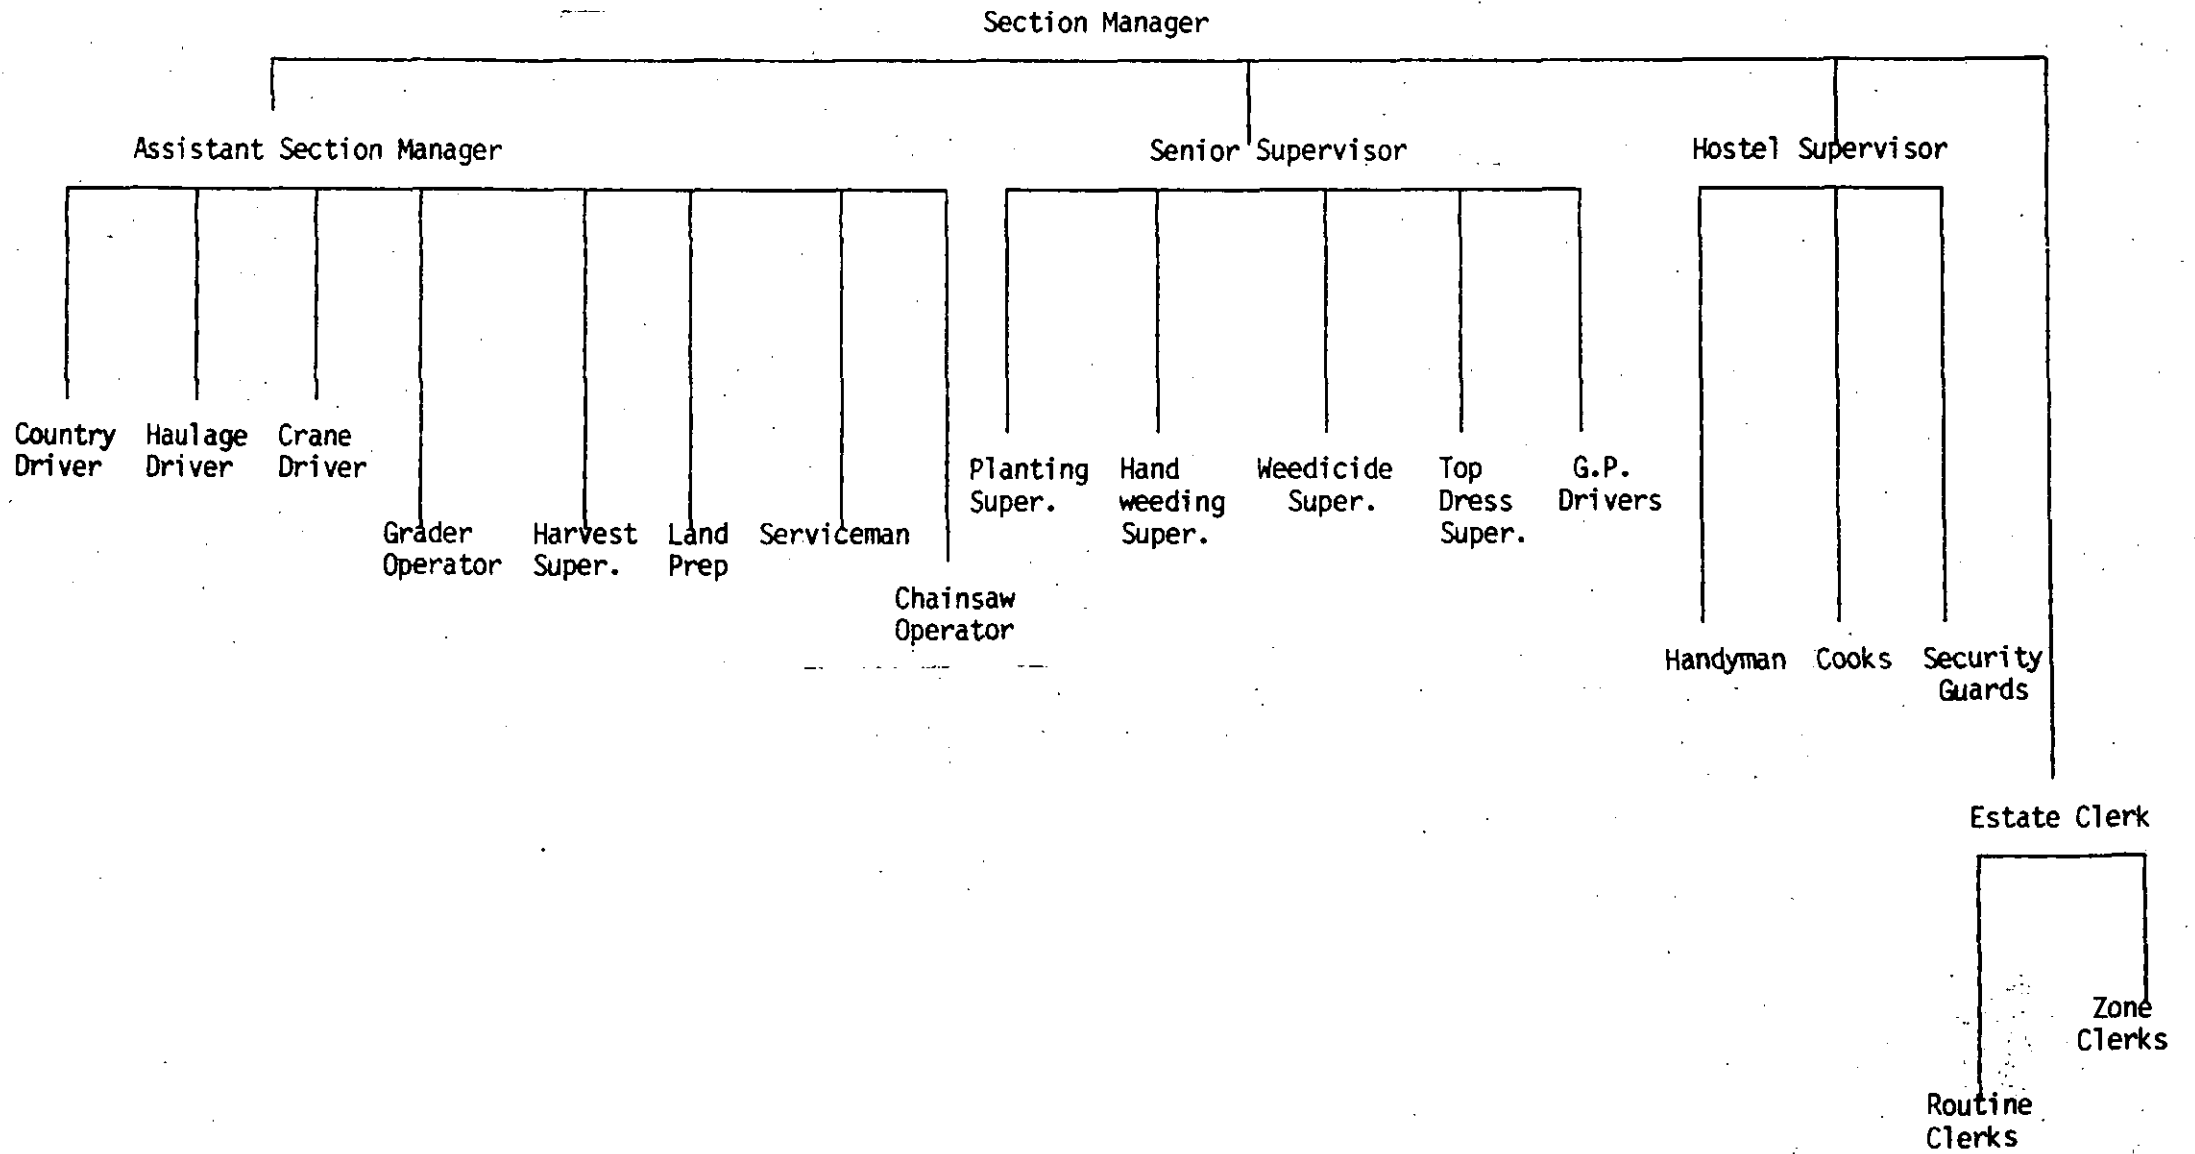 Section Manager
Assistant Section Manager
Senior Supervisor
Hostel Supervisor
Country
Driver
Haulage
Driver
Crane
Driver
Grader
Operator
Harvest
Super.
Land
Prep
Serviceman
Chainsaw
Operator
Planting
Super.
Hand
weeding
Super.
Weedicide
Super.
Top
Dress
Super.
G.P.
Drivers
Handyman
Cooks
Security
Guards
Estate Clerk
Zone
Clerks
Routine
Clerks